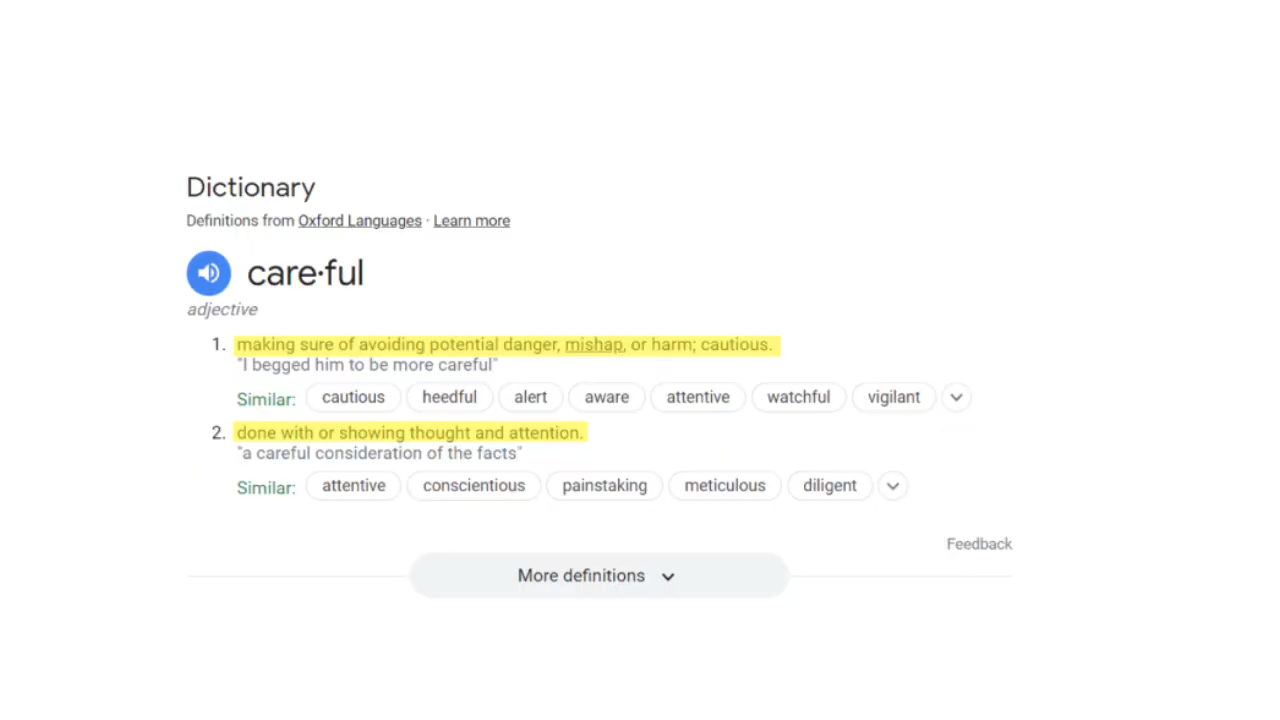 Dictionary
Definitions from Oxford Languages · Learn more
care·ful
adjective
1. making sure of avoiding potential danger, mishap, or harm; cautious.
"I begged him to be more careful"
Similar: cautious heedful alert aware attentive watchful vigilant
2. done with or showing thought and attention.
"a careful consideration of the facts"
Similar: attentive conscientious painstaking meticulous diligent
Feedback
More definitions